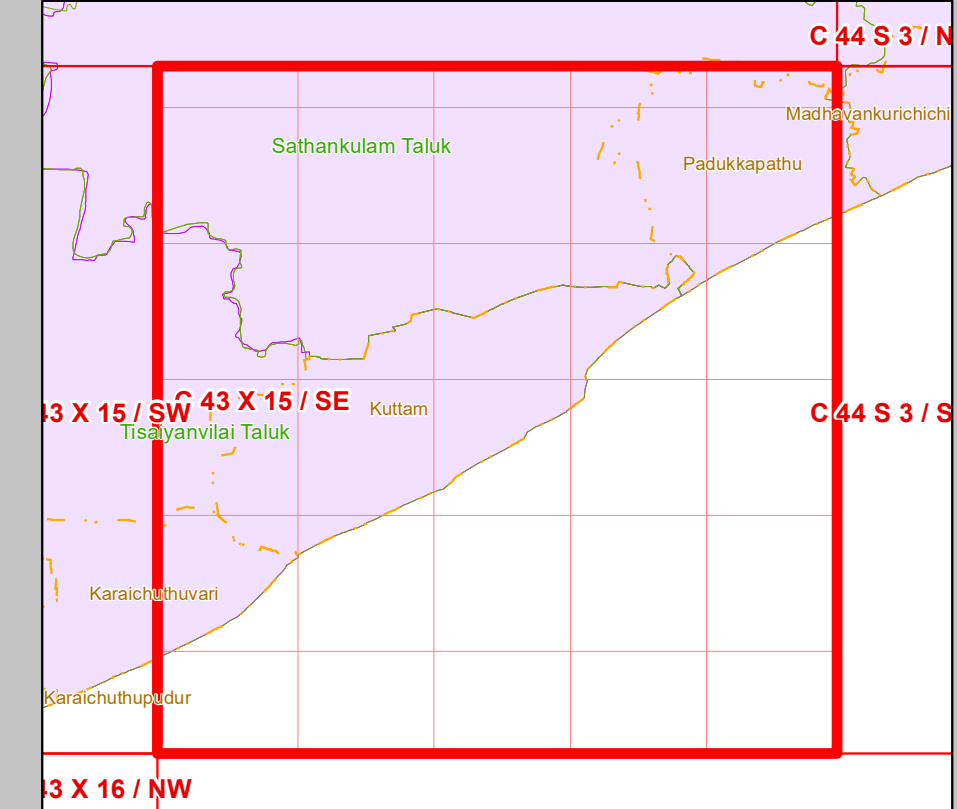 C 44 S 3 / N
Madhavankurichichi
Sathankulam Taluk
Padukkapathu
C 43 X 15 / SE
43 X 15 / SW
Kuttam
C 44 S 3 / S
Tisaiyanvilai Taluk
Karaichuthuvari
Karaichuthupudur
43 X 16 / NW